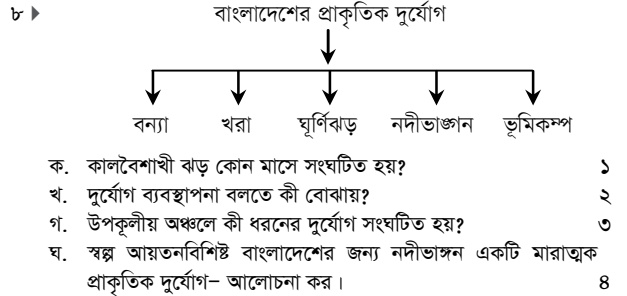 ৮ ▶ বাংলাদেশের প্রাকৃতিক দুর্যোগ
বন্যা খরা ঘূর্ণিঝড় নদীভাঙ্গন ভূমিকম্প
ক. কালবৈশাখী ঝড় কোন মাসে সংঘটিত হয়? ১
খ. দুর্যোগ ব্যবস্থাপনা বলতে কী বোঝায়? ২
গ. উপকূলীয় অঞ্চলে কী ধরনের দুর্যোগ সংঘটিত হয়? ৩
ঘ. স্বল্প আয়তনবিশিষ্ট বাংলাদেশের জন্য নদীভাঙ্গন একটি মারাত্মক
প্রাকৃতিক দুর্যোগ– আলোচনা কর। ৪